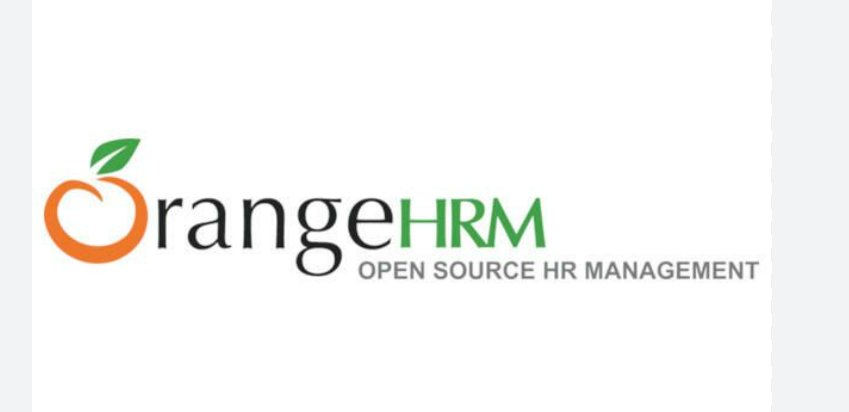 OrangeHRM
OPEN SOURCE HR MANAGEMENT